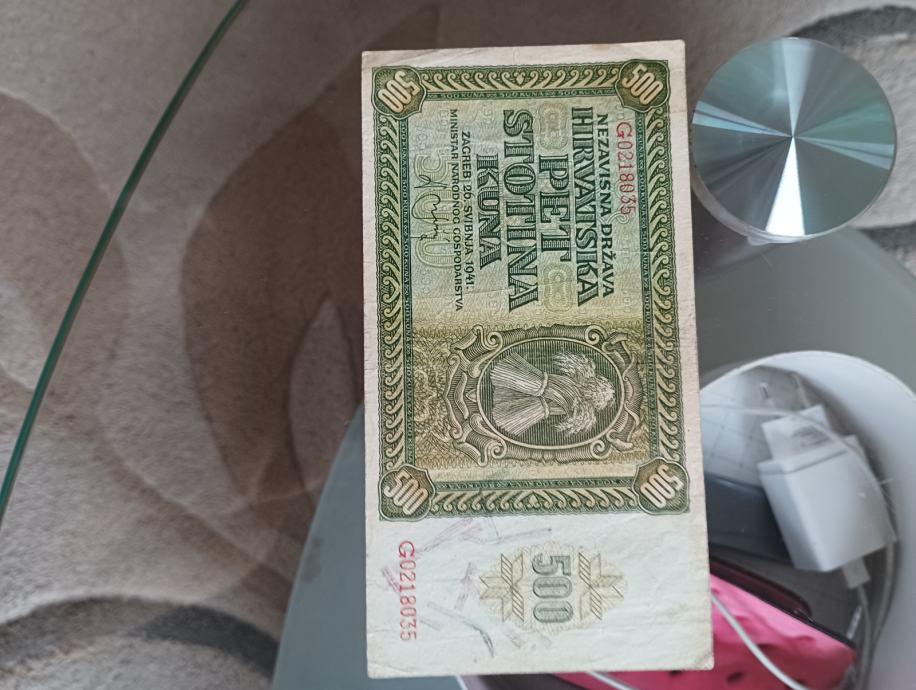 500
500
G0218035
NEZAVISNA DRŽAVA
HRVATSKA
PET
STOTINA
KUNA
ZAGREB 26. SVIBNJA 1941.
MINISTAR NARODNOG GOSPODARSTVA
500
500
500
G0218035